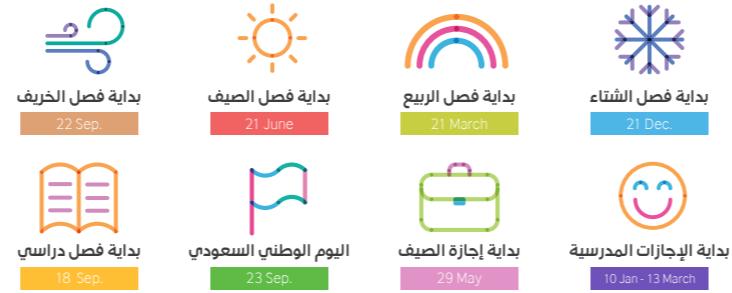 بداية فصل الشتاء
21 Dec.
بداية فصل الربيع
21 March
بداية فصل الصيف
21 June
بداية فصل الخريف
22 Sep.
بداية الإجازات المدرسية
10 Jan - 13 March
بداية إجازة الصيف
29 May
اليوم الوطني السعودي
23 Sep.
بداية فصل دراسي
18 Sep.